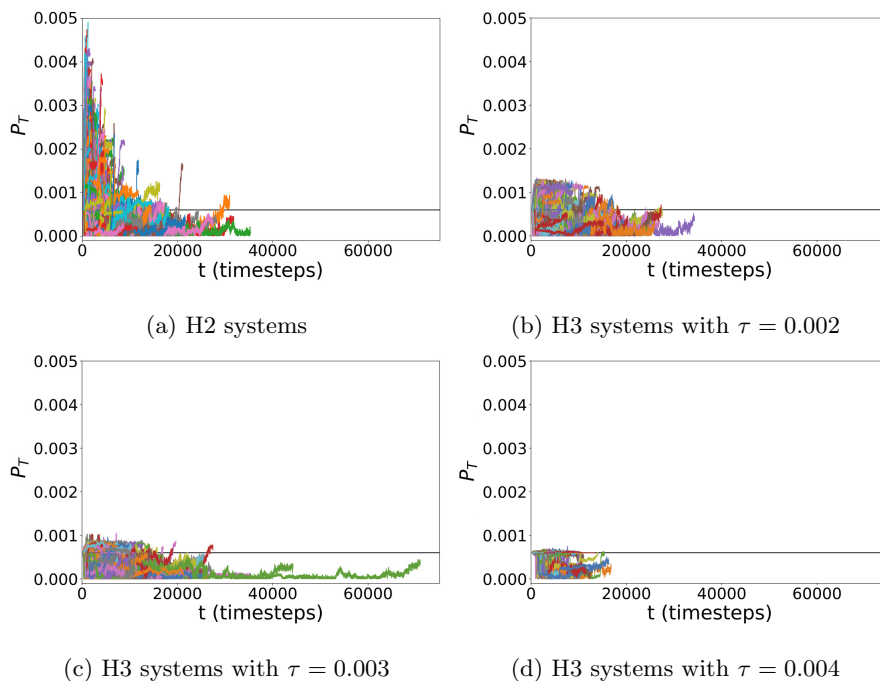 0.005
0.004
0.003
0.002
0.001
0.000
P_T
0 20000 40000 60000
t (timesteps)
(a) H2 systems
0.005
0.004
0.003
0.002
0.001
0.000
P_T
0 20000 40000 60000
t (timesteps)
(b) H3 systems with τ = 0.002
0.005
0.004
0.003
0.002
0.001
0.000
P_T
0 20000 40000 60000
t (timesteps)
(c) H3 systems with τ = 0.003
0.005
0.004
0.003
0.002
0.001
0.000
P_T
0 20000 40000 60000
t (timesteps)
(d) H3 systems with τ = 0.004